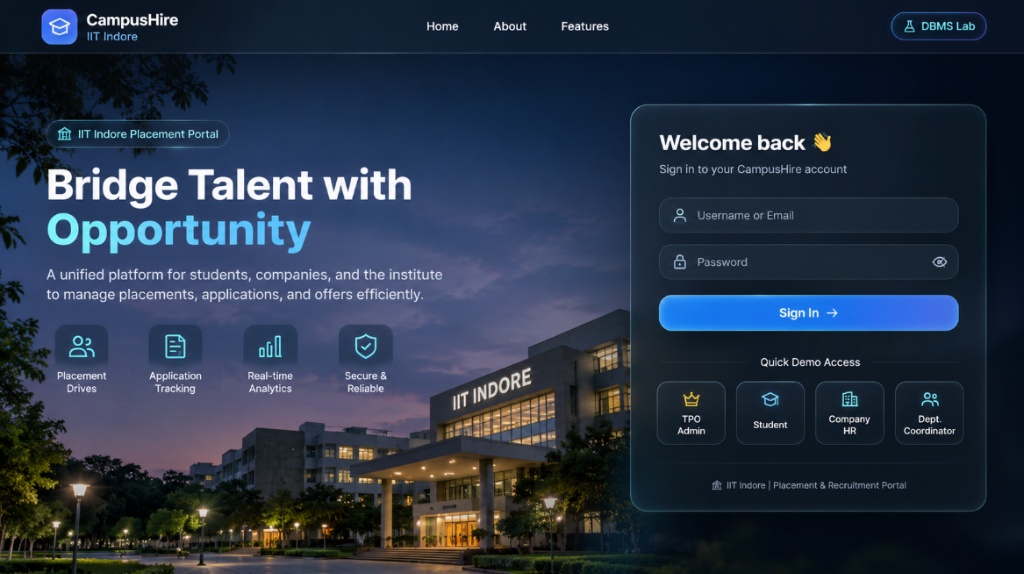 CampusHire
IIT Indore
Home
About
Features
DBMS Lab
IIT Indore Placement Portal
Bridge Talent with
Opportunity
A unified platform for students, companies, and the institute
to manage placements, applications, and offers efficiently.
Placement
Drives
Application
Tracking
Real-time
Analytics
Secure &
Reliable
IIT INDORE
Welcome back 👋
Sign in to your CampusHire account
Username or Email
Password
Sign In →
Quick Demo Access
TPO
Admin
Student
Company
HR
Dept.
Coordinator
IIT Indore | Placement & Recruitment Portal